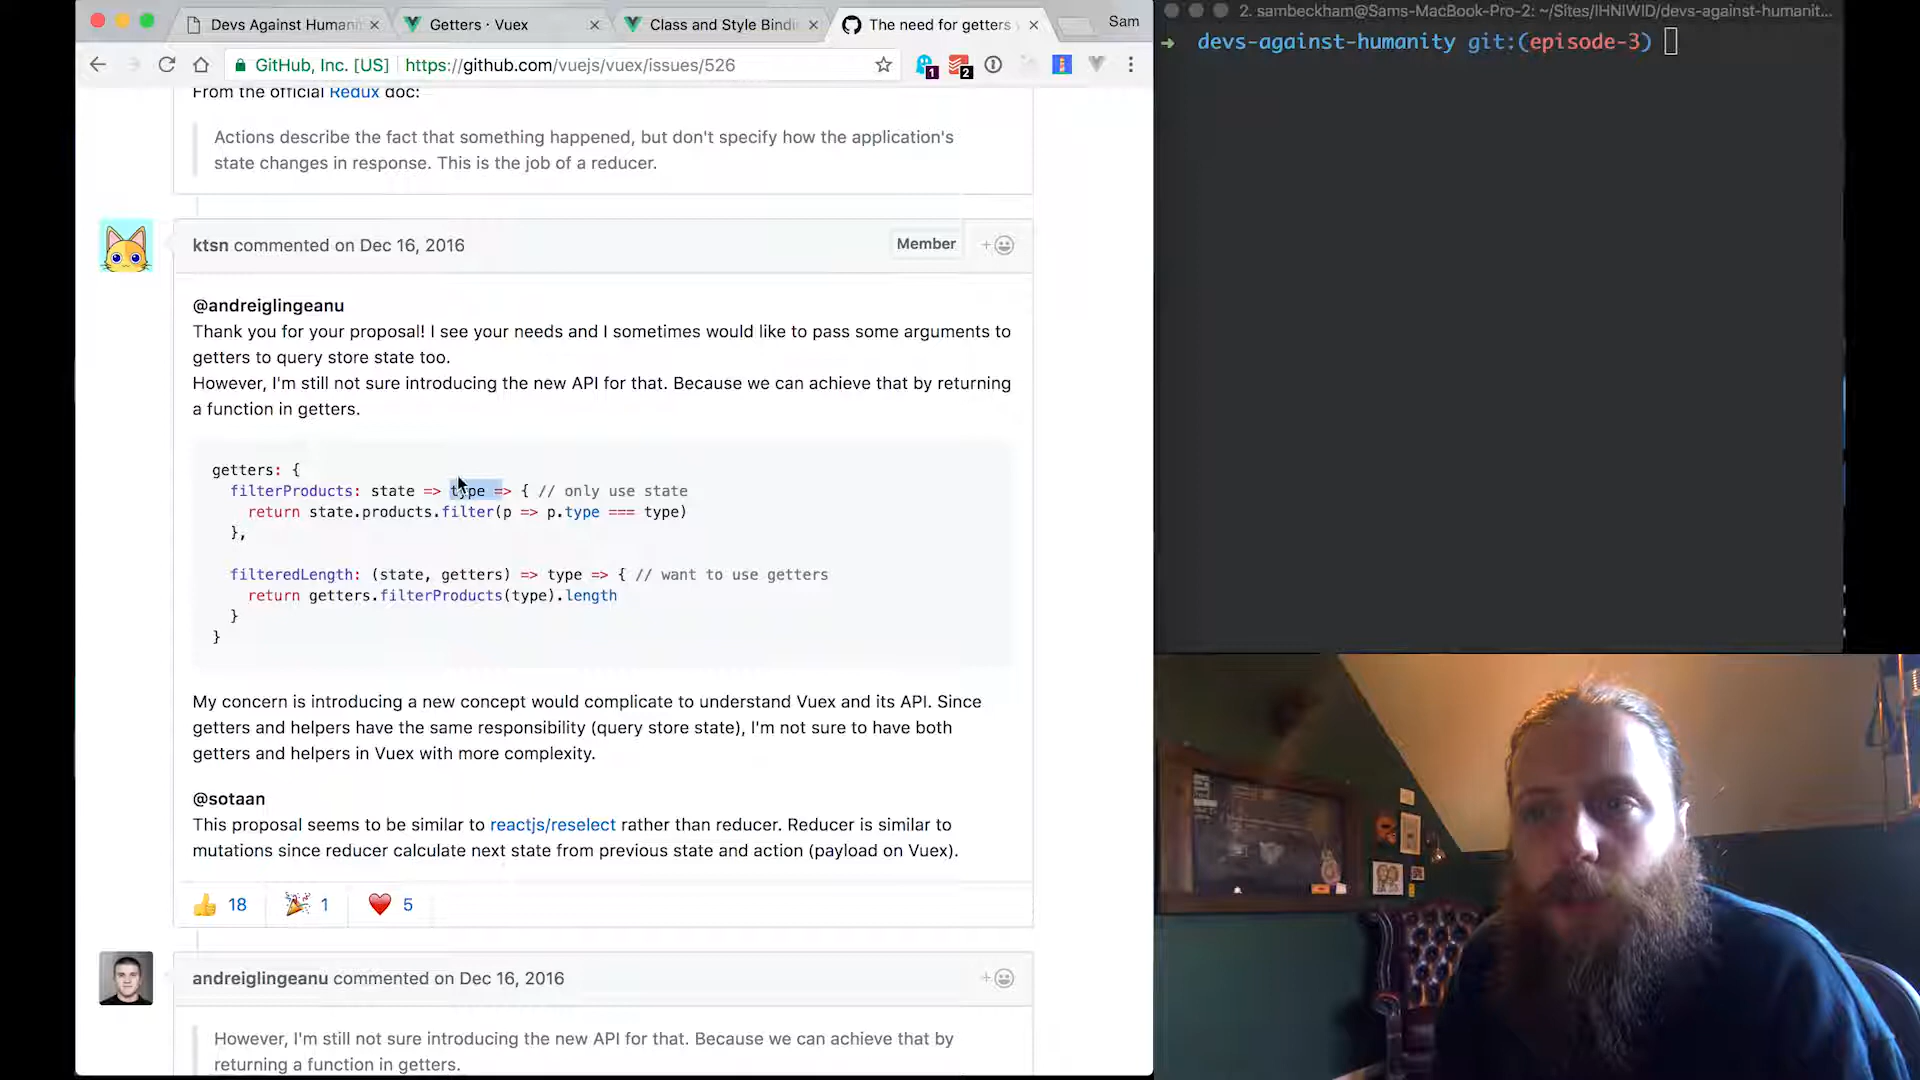 Devs Against Humani
Getters · Vuex
Class and Style Bindi
The need for getters
Sam
GitHub, Inc. [US]
https://github.com/vuejs/vuex/issues/526
1
2
From the official Redux doc:
Actions describe the fact that something happened, but don't specify how the application's
state changes in response. This is the job of a reducer.
ktsn commented on Dec 16, 2016
Member
@andreiglingeanu
Thank you for your proposal! I see your needs and I sometimes would like to pass some arguments to
getters to query store state too.
However, I'm still not sure introducing the new API for that. Because we can achieve that by returning
a function in getters.
getters: {
filterProducts: state => type => { // only use state
return state.products.filter(p => p.type === type)
},
filteredLength: (state, getters) => type => { // want to use getters
return getters.filterProducts(type).length
}
}
My concern is introducing a new concept would complicate to understand Vuex and its API. Since
getters and helpers have the same responsibility (query store state), I'm not sure to have both
getters and helpers in Vuex with more complexity.
@sotaan
This proposal seems to be similar to reactjs/reselect rather than reducer. Reducer is similar to
mutations since reducer calculate next state from previous state and action (payload on Vuex).
👍 18
🎉 1
❤️ 5
andreiglingeanu commented on Dec 16, 2016
However, I'm still not sure introducing the new API for that. Because we can achieve that by
returning a function in getters.
2. sambeckham@Sams-MacBook-Pro-2: ~/Sites/IHNIWID/devs-against-humanit...
➜ devs-against-humanity git:(episode-3)